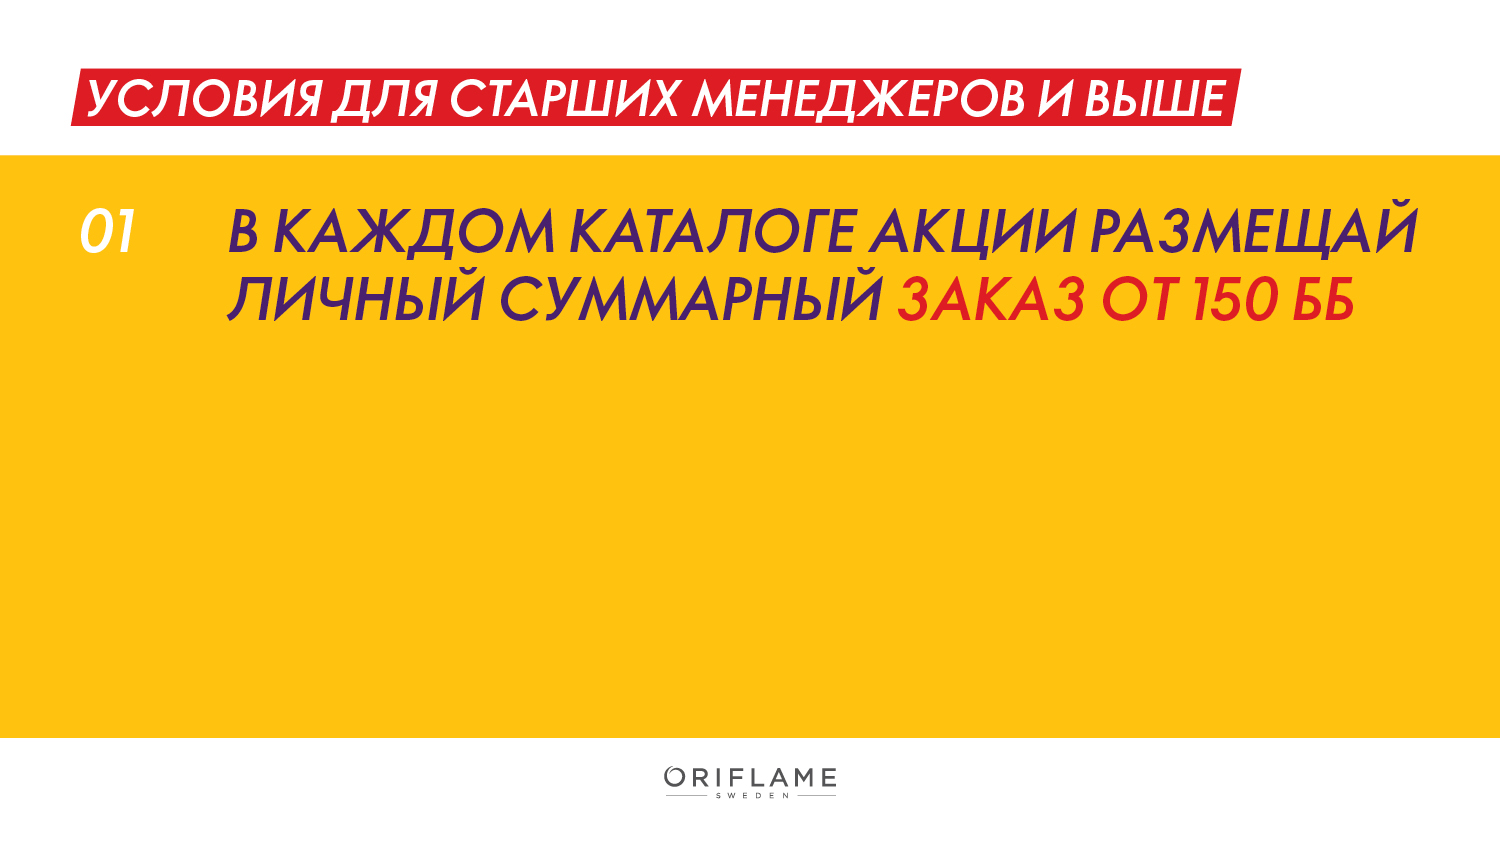 УСЛОВИЯ ДЛЯ СТАРШИХ МЕНЕДЖЕРОВ И ВЫШЕ
01 В КАЖДОМ КАТАЛОГЕ АКЦИИ РАЗМЕЩАЙ
ЛИЧНЫЙ СУММАРНЫЙ ЗАКАЗ ОТ 150 ББ
ORIFLAME
SWEDEN